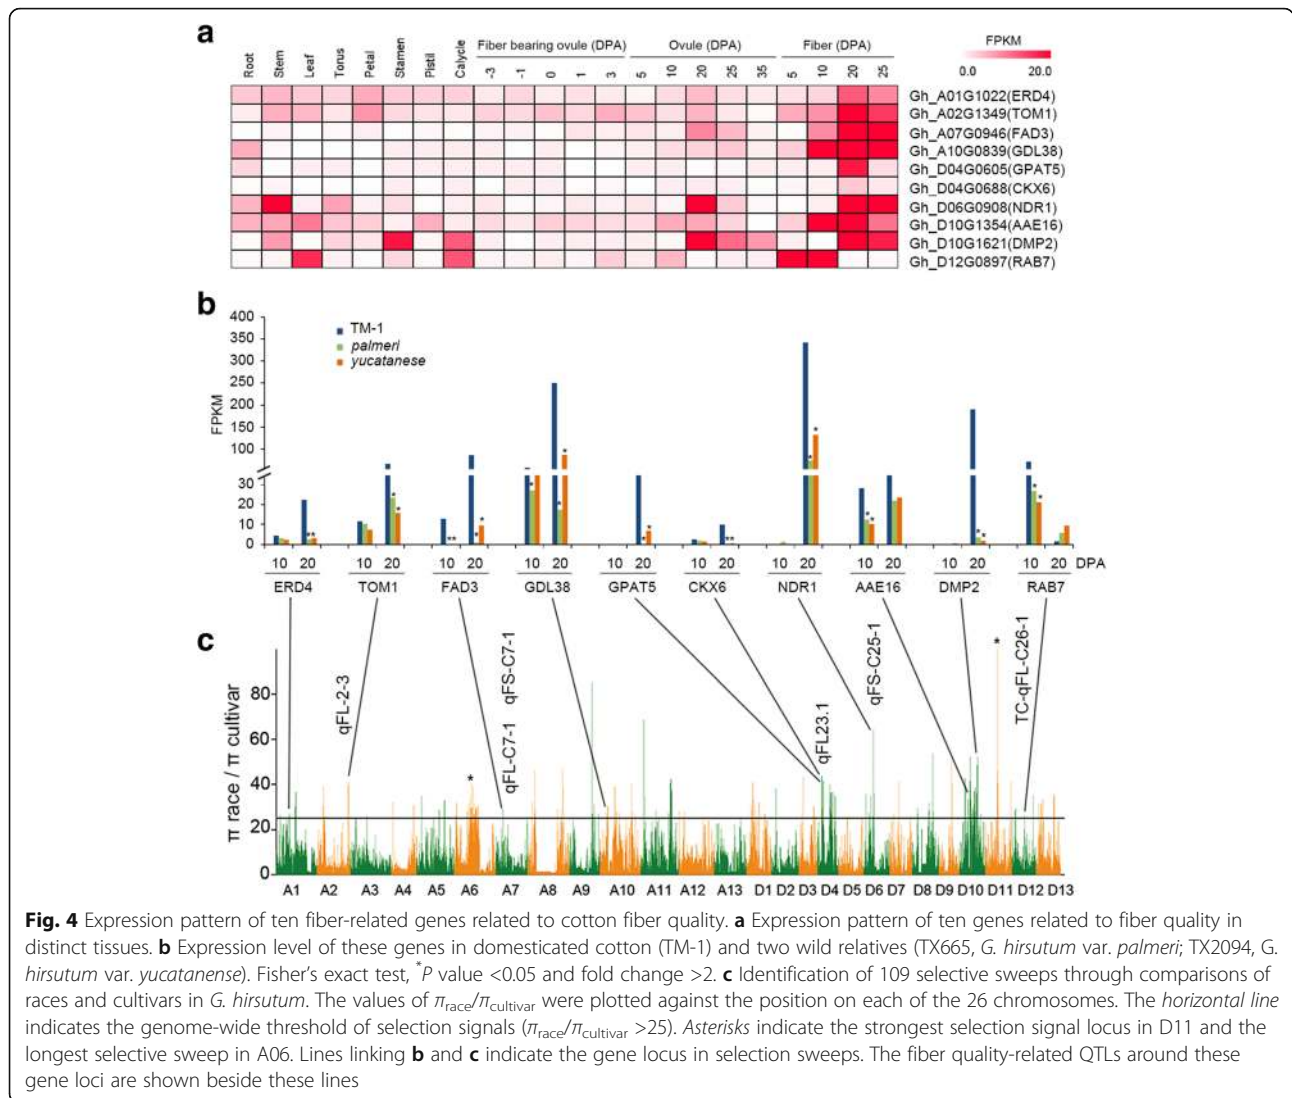 a
Root Stem Leaf Torus Petal Stamen Pistil Calycle
Fiber bearing ovule (DPA) Ovule (DPA) Fiber (DPA)
-3 -1 0 1 3 5 10 20 25 35 5 10 20 25
FPKM
0.0 20.0
Gh_A01G1022(ERD4)
Gh_A02G1349(TOM1)
Gh_A07G0946(FAD3)
Gh_A10G0839(GDL38)
Gh_D04G0605(GPAT5)
Gh_D04G0688(CKX6)
Gh_D06G0908(NDR1)
Gh_D10G1354(AAE16)
Gh_D10G1621(DMP2)
Gh_D12G0897(RAB7)
b
FPKM
400
350
300
250
200
150
100
30
20
10
0
TM-1
palmeri
yucatanese
10 20 10 20 10 20 10 20 10 20 10 20 10 20 10 20 10 20 10 20 DPA
ERD4 TOM1 FAD3 GDL38 GPAT5 CKX6 NDR1 AAE16 DMP2 RAB7
c
π race / π cultivar
80
60
40
20
0
qFL-2-3
qFL-C7-1
qFS-C7-1
qFL23.1
qFS-C25-1
TC-qFL-C26-1
A1 A2 A3 A4 A5 A6 A7 A8 A9 A10 A11 A12 A13 D1 D2 D3 D4 D5 D6 D7 D8 D9 D10 D11 D12 D13
Fig. 4 Expression pattern of ten fiber-related genes related to cotton fiber quality. a Expression pattern of ten genes related to fiber quality in
distinct tissues. b Expression level of these genes in domesticated cotton (TM-1) and two wild relatives (TX665, G. hirsutum var. palmeri; TX2094, G.
hirsutum var. yucatanense). Fisher's exact test, *P value <0.05 and fold change >2. c Identification of 109 selective sweeps through comparisons of
races and cultivars in G. hirsutum. The values of πrace/πcultivar were plotted against the position on each of the 26 chromosomes. The horizontal line
indicates the genome-wide threshold of selection signals (πrace/πcultivar >25). Asterisks indicate the strongest selection signal locus in D11 and the
longest selective sweep in A06. Lines linking b and c indicate the gene locus in selection sweeps. The fiber quality-related QTLs around these
gene loci are shown beside these lines